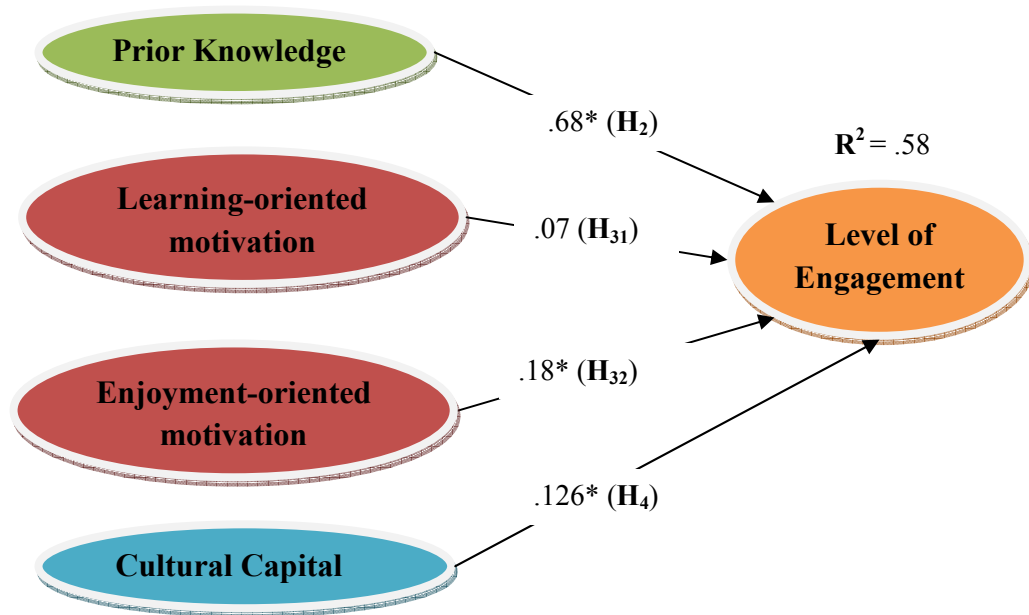 Prior Knowledge
.68* (H₂)
R² = .58
Learning-oriented
motivation
.07 (H₃₁)
Level of
Engagement
Enjoyment-oriented
motivation
.18* (H₃₂)
.126* (H₄)
Cultural Capital